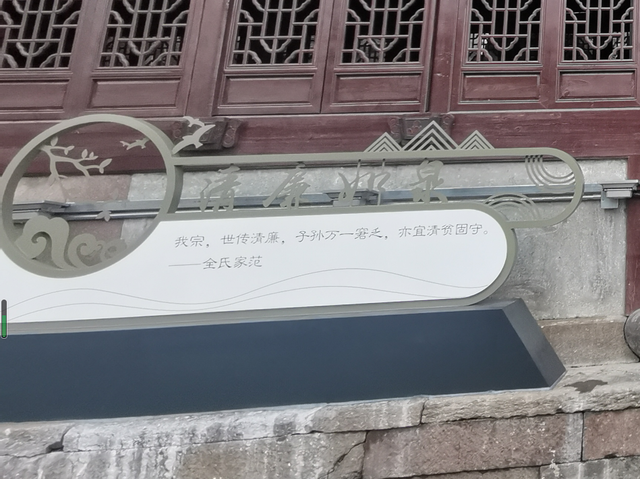 清廉如泉
我宗，世传清廉，子孙万一窘乏，亦宜清贫固守。
——全氏家范